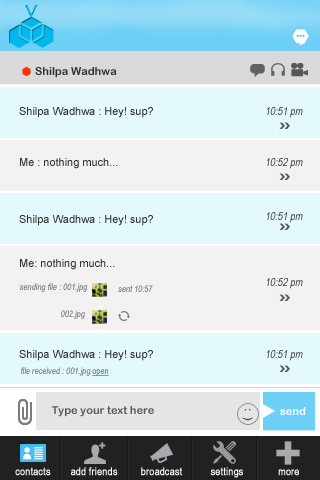 Shilpa Wadhwa
Shilpa Wadhwa : Hey! sup? 10:51 pm
Me : nothing much... 10:52 pm
Shilpa Wadhwa : Hey! sup? 10:51 pm
Me: nothing much...
sending file : 001.jpg sent 10:57 10:52 pm
002.jpg
Shilpa Wadhwa : Hey! sup? 10:51 pm
file received : 001.jpg open
Type your text here send
contacts add friends broadcast settings more